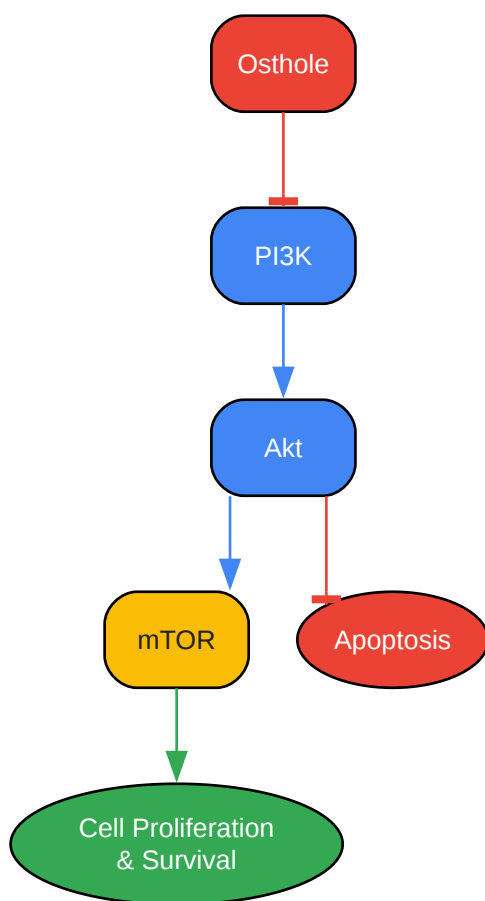 Osthole
PI3K
Akt
mTOR
Apoptosis
Cell Proliferation
& Survival